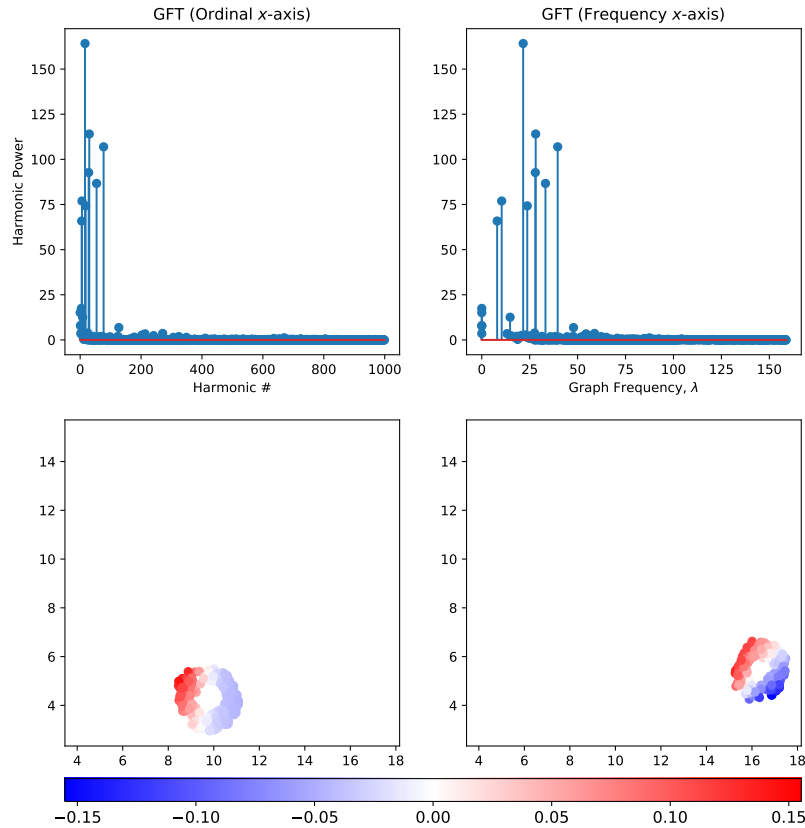 GFT (Ordinal x-axis)
GFT (Frequency x-axis)
Harmonic Power
150
125
100
75
50
25
0
0 200 400 600 800 1000
Harmonic #
150
125
100
75
50
25
0
0 25 50 75 100 125 150
Graph Frequency, λ
14
12
10
8
6
4
4 6 8 10 12 14 16 18
14
12
10
8
6
4
4 6 8 10 12 14 16 18
−0.15 −0.10 −0.05 0.00 0.05 0.10 0.15